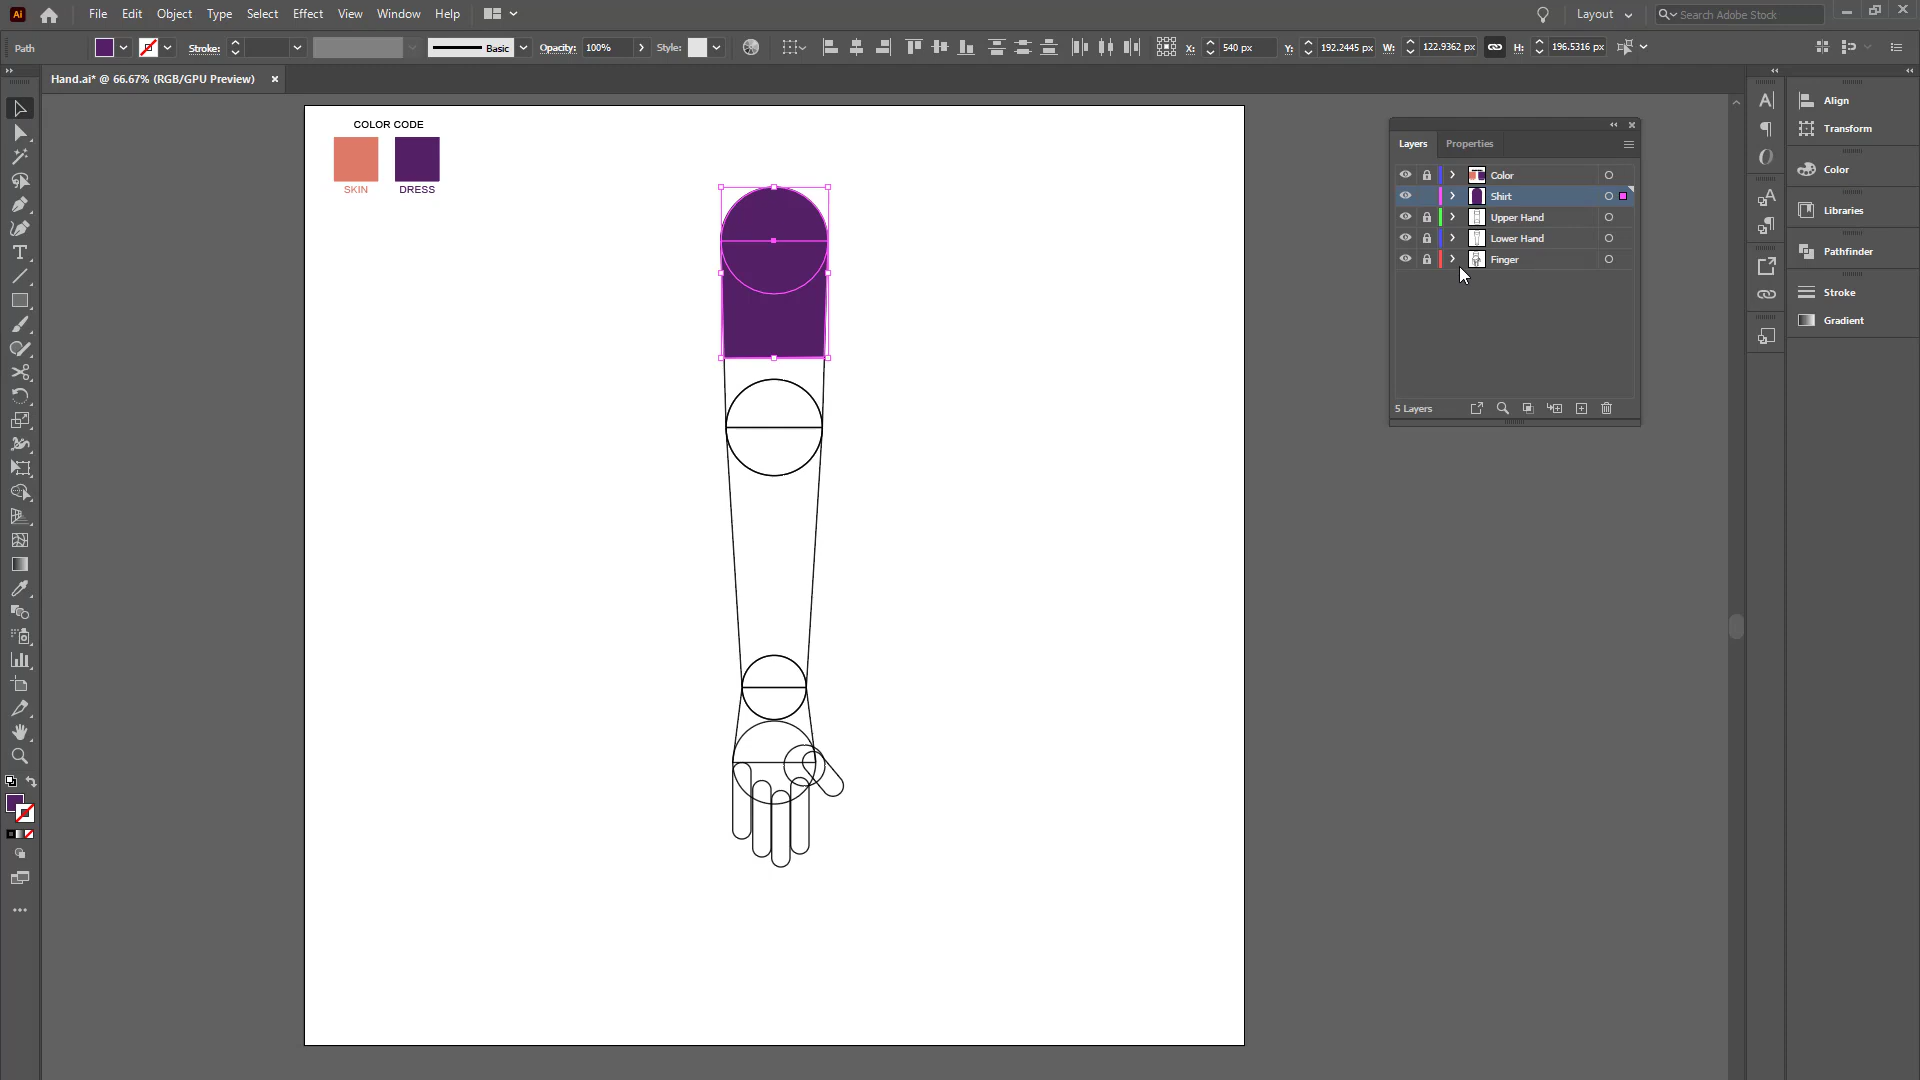 Ai File Edit Object Type Select Effect View Window Help Layout Search Adobe Stock
Path Stroke: Basic Opacity: 100% Style: X: 540 px Y: 192.2445 px W: 122.9362 px H: 196.5316 px
Hand.ai* @ 66.67% (RGB/GPU Preview)
COLOR CODE
SKIN DRESS
Layers Properties
Color
Shirt
Upper Hand
Lower Hand
Finger
5 Layers
Align
Transform
Color
Libraries
Pathfinder
Stroke
Gradient